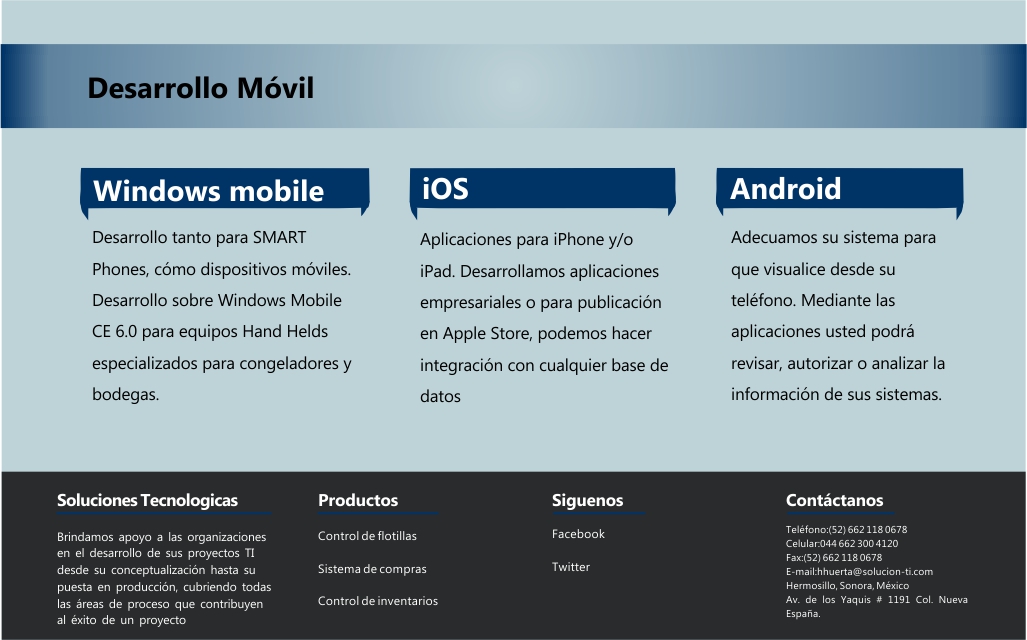 Desarrollo Móvil
Windows mobile
Desarrollo tanto para SMART
Phones, cómo dispositivos móviles.
Desarrollo sobre Windows Mobile
CE 6.0 para equipos Hand Helds
especializados para congeladores y
bodegas.
iOS
Aplicaciones para iPhone y/o
iPad. Desarrollamos aplicaciones
empresariales o para publicación
en Apple Store, podemos hacer
integración con cualquier base de
datos
Android
Adecuamos su sistema para
que visualice desde su
teléfono. Mediante las
aplicaciones usted podrá
revisar, autorizar o analizar la
información de sus sistemas.
Soluciones Tecnologicas
Brindamos apoyo a las organizaciones
en el desarrollo de sus proyectos TI
desde su conceptualización hasta su
puesta en producción, cubriendo todas
las áreas de proceso que contribuyen
al éxito de un proyecto
Productos
Control de flotillas
Sistema de compras
Control de inventarios
Siguenos
Facebook
Twitter
Contáctanos
Teléfono:(52) 662 118 0678
Celular:044 662 300 4120
Fax:(52) 662 118 0678
E-mail:hhuerta@solucion-ti.com
Hermosillo, Sonora, México
Av. de los Yaquis # 1191 Col. Nueva
España.